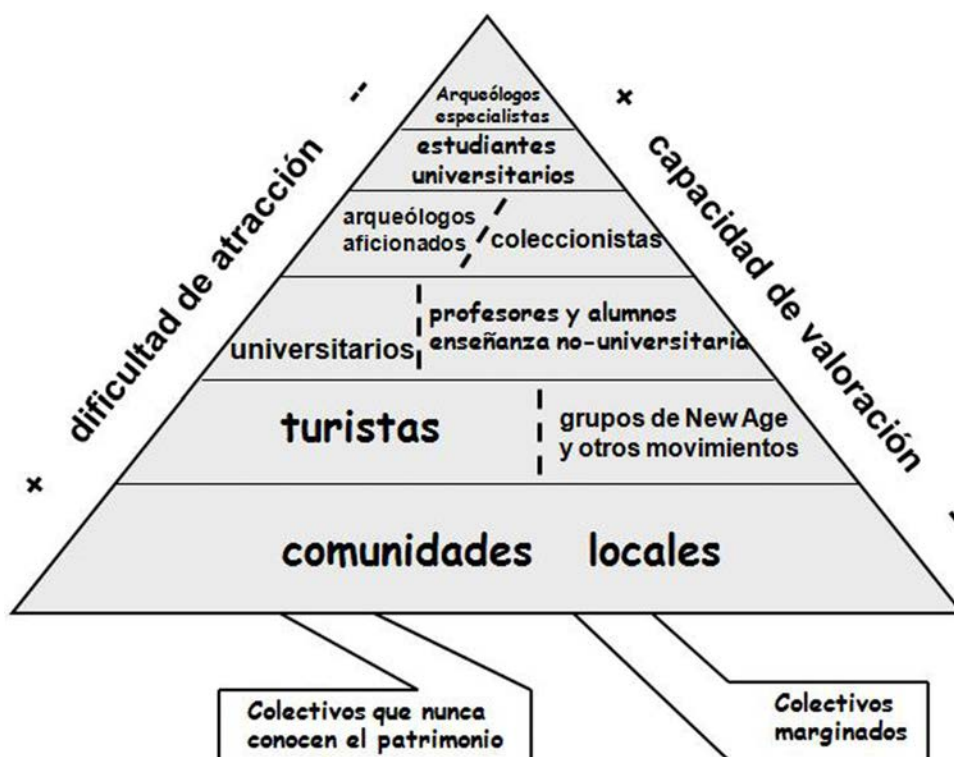 Arqueólogos
especialistas
estudiantes
universitarios
arqueólogos
aficionados
coleccionistas
universitarios
profesores y alumnos
enseñanza no-universitaria
turistas
grupos de New Age
y otros movimientos
comunidades locales
+ dificultad de atracción --
+ capacidad de valoración -
Colectivos que nunca
conocen el patrimonio
Colectivos
marginados